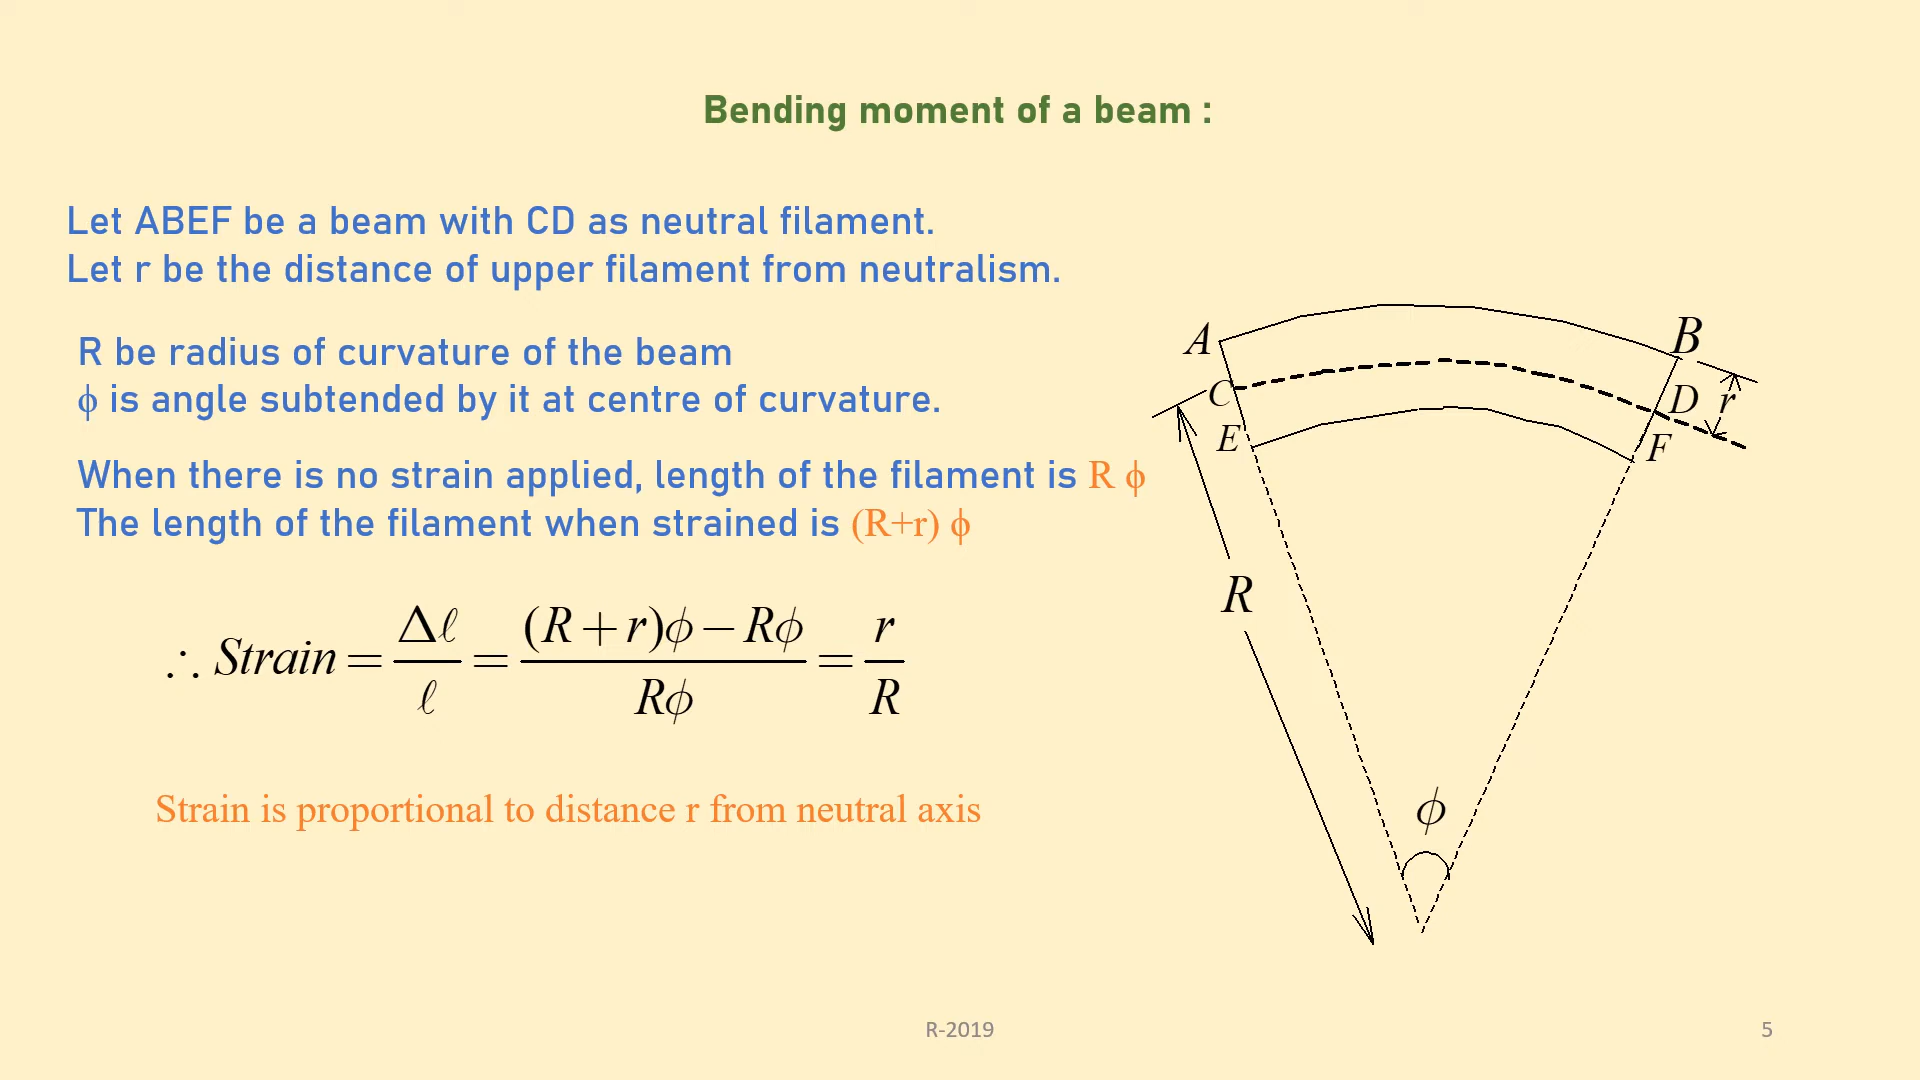 Bending moment of a beam :
Let ABEF be a beam with CD as neutral filament.
Let r be the distance of upper filament from neutralism.
R be radius of curvature of the beam
ϕ is angle subtended by it at centre of curvature.
When there is no strain applied, length of the filament is R ϕ
The length of the filament when strained is (R+r) ϕ
∴ Strain = Δℓ/ℓ = ((R + r)ϕ − Rϕ)/(Rϕ) = r/R
Strain is proportional to distance r from neutral axis
A
B
C
D
r
E
F
R
ϕ
R-2019
5